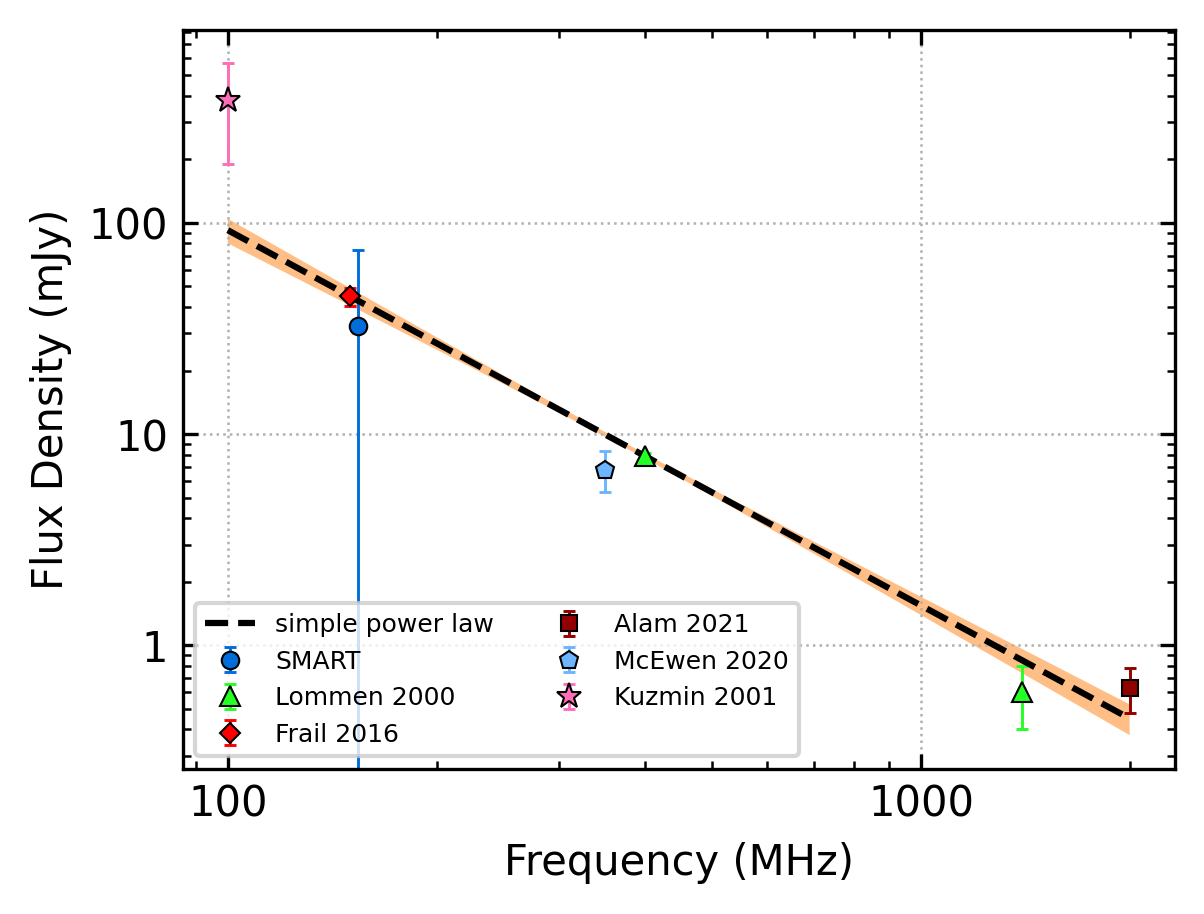 100
10
1
Flux Density (mJy)
simple power law
SMART
Lommen 2000
Frail 2016
Alam 2021
McEwen 2020
Kuzmin 2001
100
1000
Frequency (MHz)